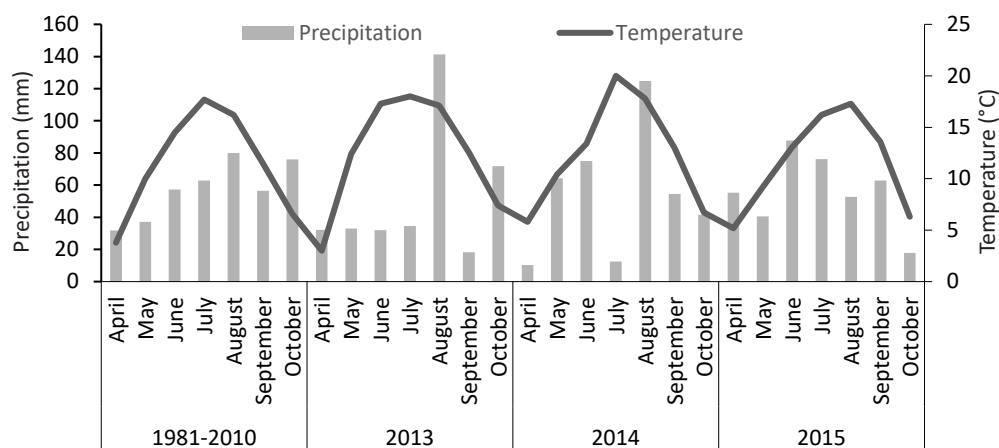 Precipitation
Temperature
Precipitation (mm)
160
140
120
100
80
60
40
20
0
Temperature (°C)
25
20
15
10
5
0
April
May
June
July
August
September
October
April
May
June
July
August
September
October
April
May
June
July
August
September
October
April
May
June
July
August
September
October
1981-2010
2013
2014
2015